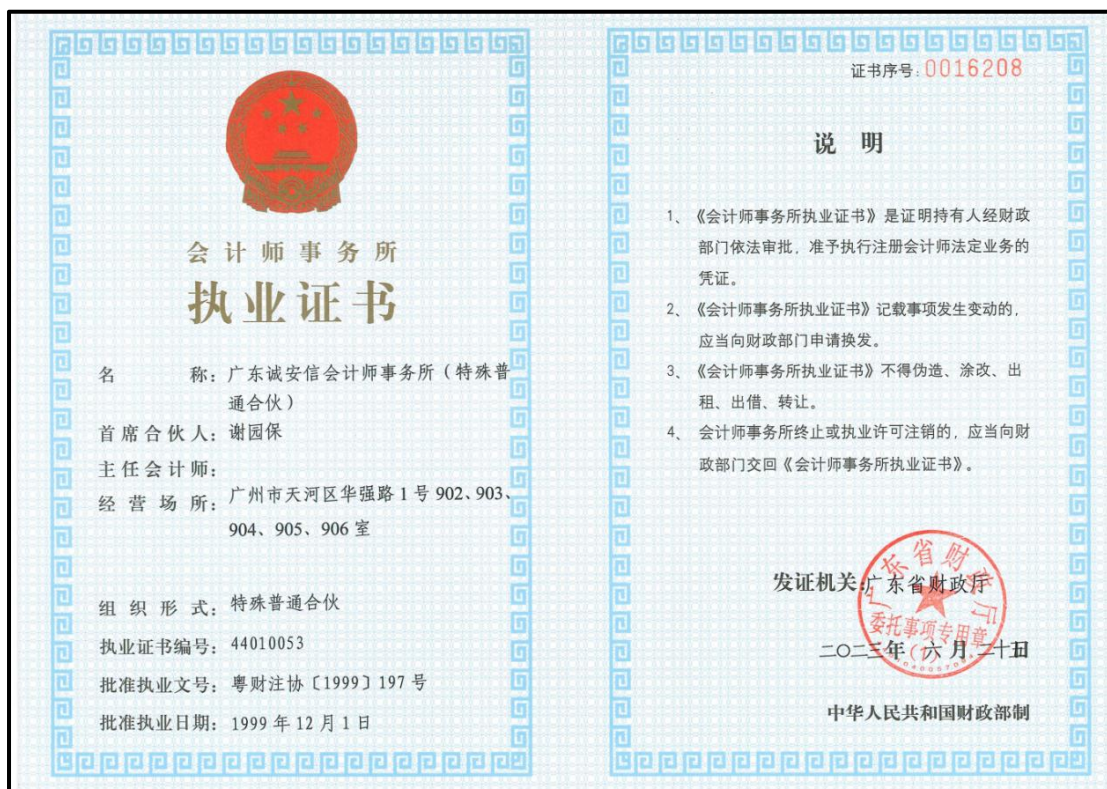 会计师事务所
执业证书
名 称：广东诚安信会计师事务所（特殊普
通合伙）
首席合伙人：谢园保
主任会计师：
经营场所：广州市天河区华强路1号902、903、
904、905、906室
组织形式：特殊普通合伙
执业证书编号：44010053
批准执业文号：粤财注协〔1999〕197号
批准执业日期：1999年12月1日
证书序号：0016208
说 明
1、《会计师事务所执业证书》是证明持有人经财政
部门依法审批，准予执行注册会计师法定业务的
凭证。
2、《会计师事务所执业证书》记载事项发生变动的，
应当向财政部门申请换发。
3、《会计师事务所执业证书》不得伪造、涂改、出
租、出借、转让。
4、会计师事务所终止或执业许可注销的，应当向财
政部门交回《会计师事务所执业证书》。
发证机关：广东省财政厅
广东省财政厅
委托事项专用章
（1）
二〇二三年 六月 二十 日
中华人民共和国财政部制